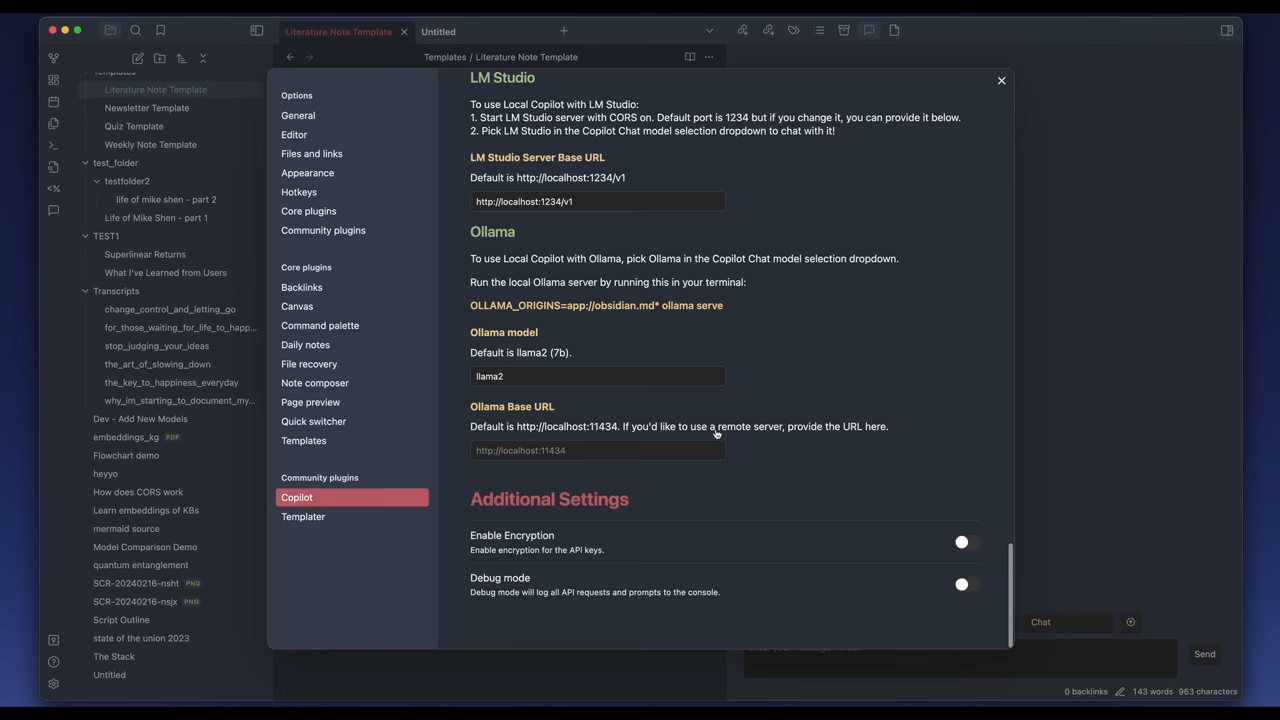 Literature Note Template
Untitled
Templates / Literature Note Template
Templates
Literature Note Template
Newsletter Template
Quiz Template
Weekly Note Template
test_folder
testfolder2
life of mike shen - part 2
Life of Mike Shen - part 1
TEST1
Superlinear Returns
What I've Learned from Users
Transcripts
change_control_and_letting_go
for_those_waiting_for_life_to_happ...
stop_judging_your_ideas
the_art_of_slowing_down
the_key_to_happiness_everyday
why_im_starting_to_document_my...
Dev - Add New Models
embeddings_kg PDF
Flowchart demo
heyyo
How does CORS work
Learn embeddings of KBs
mermaid source
Model Comparison Demo
quantum entanglement
SCR-20240216-nsht PNG
SCR-20240216-nsjx PNG
Script Outline
state of the union 2023
The Stack
Untitled
Options
General
Editor
Files and links
Appearance
Hotkeys
Core plugins
Community plugins
Core plugins
Backlinks
Canvas
Command palette
Daily notes
File recovery
Note composer
Page preview
Quick switcher
Templates
Community plugins
Copilot
Templater
LM Studio
To use Local Copilot with LM Studio:
1. Start LM Studio server with CORS on. Default port is 1234 but if you change it, you can provide it below.
2. Pick LM Studio in the Copilot Chat model selection dropdown to chat with it!
LM Studio Server Base URL
Default is http://localhost:1234/v1
http://localhost:1234/v1
Ollama
To use Local Copilot with Ollama, pick Ollama in the Copilot Chat model selection dropdown.
Run the local Ollama server by running this in your terminal:
OLLAMA_ORIGINS=app://obsidian.md* ollama serve
Ollama model
Default is llama2 (7b).
llama2
Ollama Base URL
Default is http://localhost:11434. If you'd like to use a remote server, provide the URL here.
http://localhost:11434
Additional Settings
Enable Encryption
Enable encryption for the API keys.
Debug mode
Debug mode will log all API requests and prompts to the console.
Chat
Send
0 backlinks 143 words 963 characters